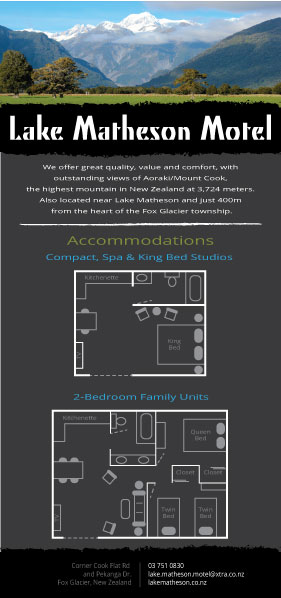 Lake Matheson Motel
We offer great quality, value and comfort, with
outstanding views of Aoraki/Mount Cook,
the highest mountain in New Zealand at 3,724 meters.
Also located near Lake Matheson and just 400m
from the heart of the Fox Glacier township.
Accommodations
Compact, Spa & King Bed Studios
Kitchenette
King
Bed
TV
2-Bedroom Family Units
Kitchenette
Queen
Bed
Closet
Closet
Twin
Bed
Twin
Bed
Corner Cook Flat Rd
and Pekanga Dr.
Fox Glacier, New Zealand
03 751 0830
lake.matheson.motel@xtra.co.nz
lakematheson.co.nz